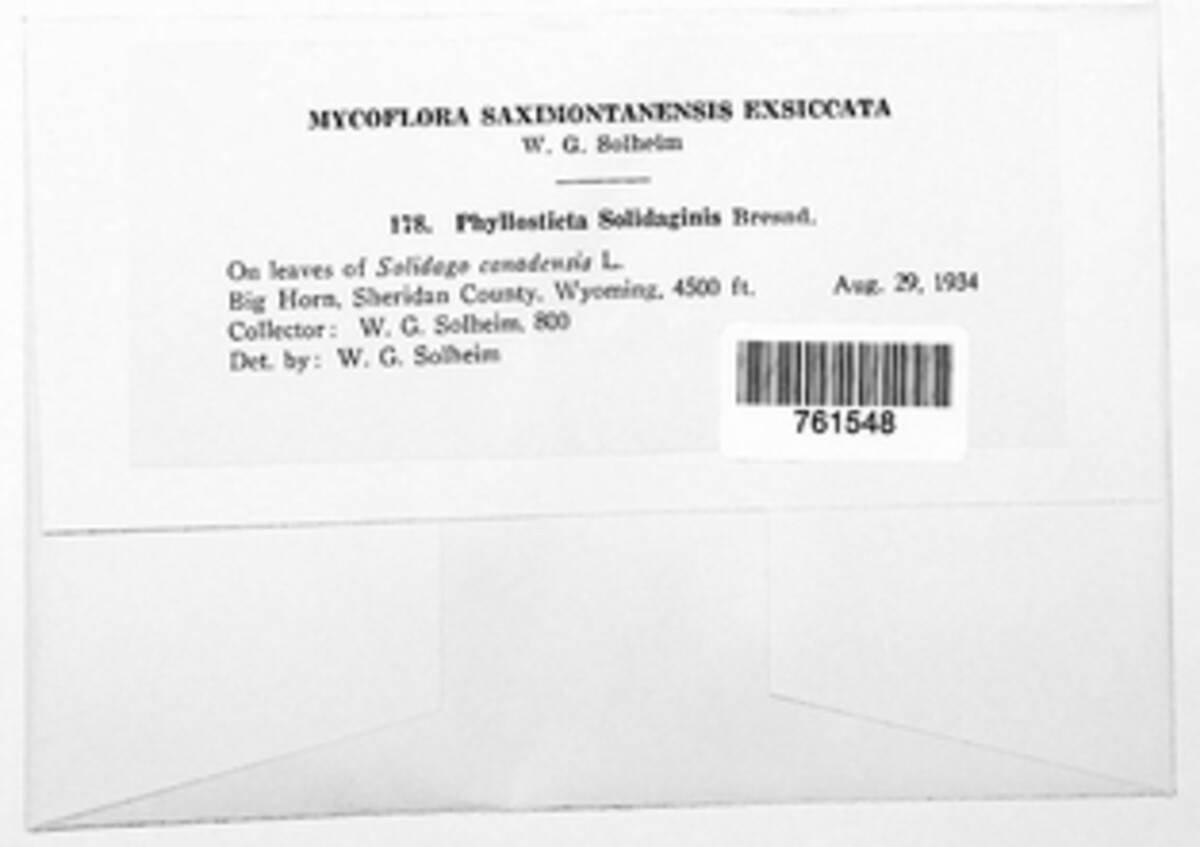 MYCOFLORA SAXIMONTANENSIS EXSICCATA
W. G. Solheim
178. Phyllosticta Solidaginis Bresad.
On leaves of Solidago canadensis L.
Big Horn, Sheridan County, Wyoming, 4500 ft. Aug. 29, 1934
Collector: W. G. Solheim, 800
Det. by: W. G. Solheim
761548